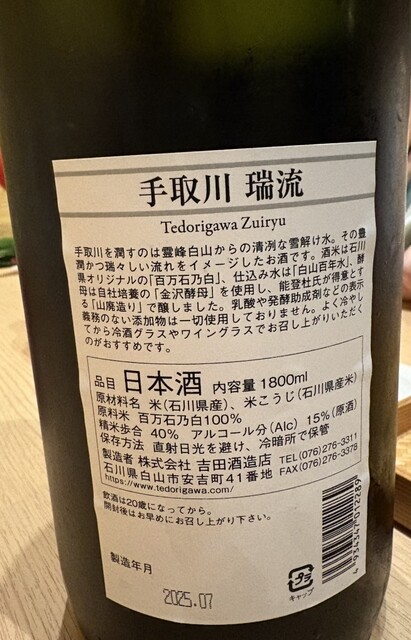 手取川 瑞流
Tedorigawa Zuiryu
手取川を潤すのは霊峰白山からの清冽な雪解け水。その豊
潤かつ瑞々しい流れをイメージしたお酒です。酒米は石川
県オリジナルの「百万石乃白」、仕込み水は「白山百年水」、酵
母は自社培養の「金沢酵母」を使用し、能登杜氏が得意とす
る「山廃造り」で醸しました。乳酸や発酵助成剤などの表示
義務のない添加物は一切使用しておりません。よく冷やし
てから冷酒グラスやワイングラスでお召し上がりいただく
のがおすすめです。
品目 日本酒 内容量 1800ml
原材料名 米(石川県産)、米こうじ(石川県産米)
原料米 百万石乃白100%
精米歩合 40% アルコール分(Alc) 15%(原酒)
保存方法 直射日光を避け、冷暗所で保管
製造者 株式会社 吉田酒造店 TEL(076)276-3311
石川県白山市安吉町41番地 FAX(076)276-3378
https://www.tedorigawa.com/
飲酒は20歳になってから。
開封後はお早めにお召し上がり下さい。
4934347012289
製造年月
2025.07
プラ
キャップ